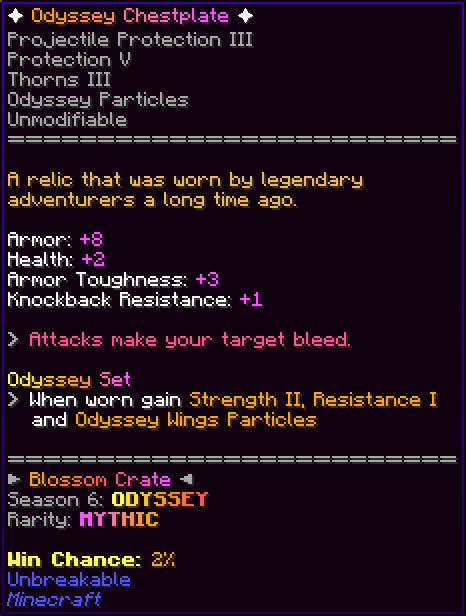 ✦ Odyssey Chestplate ✦
Projectile Protection III
Protection V
Thorns III
Odyssey Particles
Unmodifiable
A relic that was worn by legendary
adventurers a long time ago.
Armor: +8
Health: +2
Armor Toughness: +3
Knockback Resistance: +1
> Attacks make your target bleed.
Odyssey Set
> When worn gain Strength II, Resistance I
and Odyssey Wings Particles
Blossom Crate
Season 6: ODYSSEY
Rarity: MYTHIC
Win Chance: 2%
Unbreakable
Minecraft